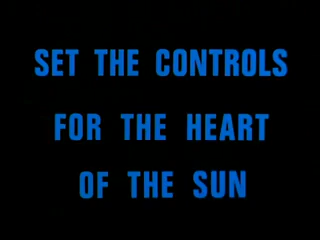 SET THE CONTROLS
FOR THE HEART
OF THE SUN